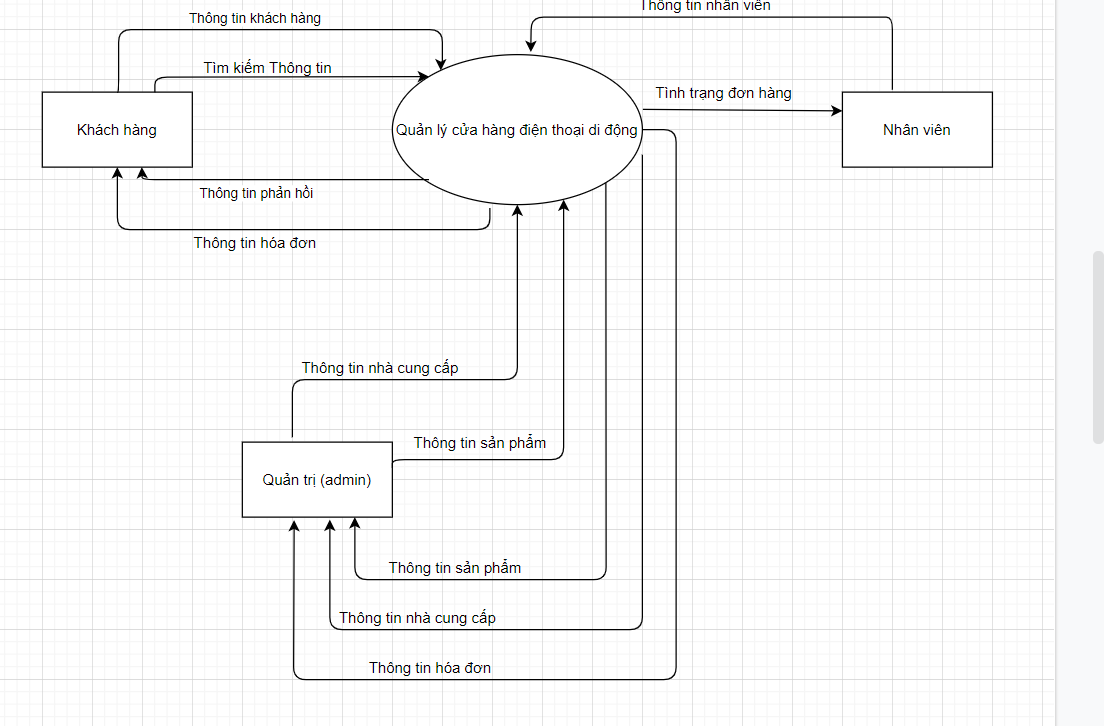 Thông tin nhân viên
Thông tin khách hàng
Tìm kiếm Thông tin
Tình trạng đơn hàng
Khách hàng
Quản lý cửa hàng điện thoại di động
Nhân viên
Thông tin phản hồi
Thông tin hóa đơn
Thông tin nhà cung cấp
Thông tin sản phẩm
Quản trị (admin)
Thông tin sản phẩm
Thông tin nhà cung cấp
Thông tin hóa đơn